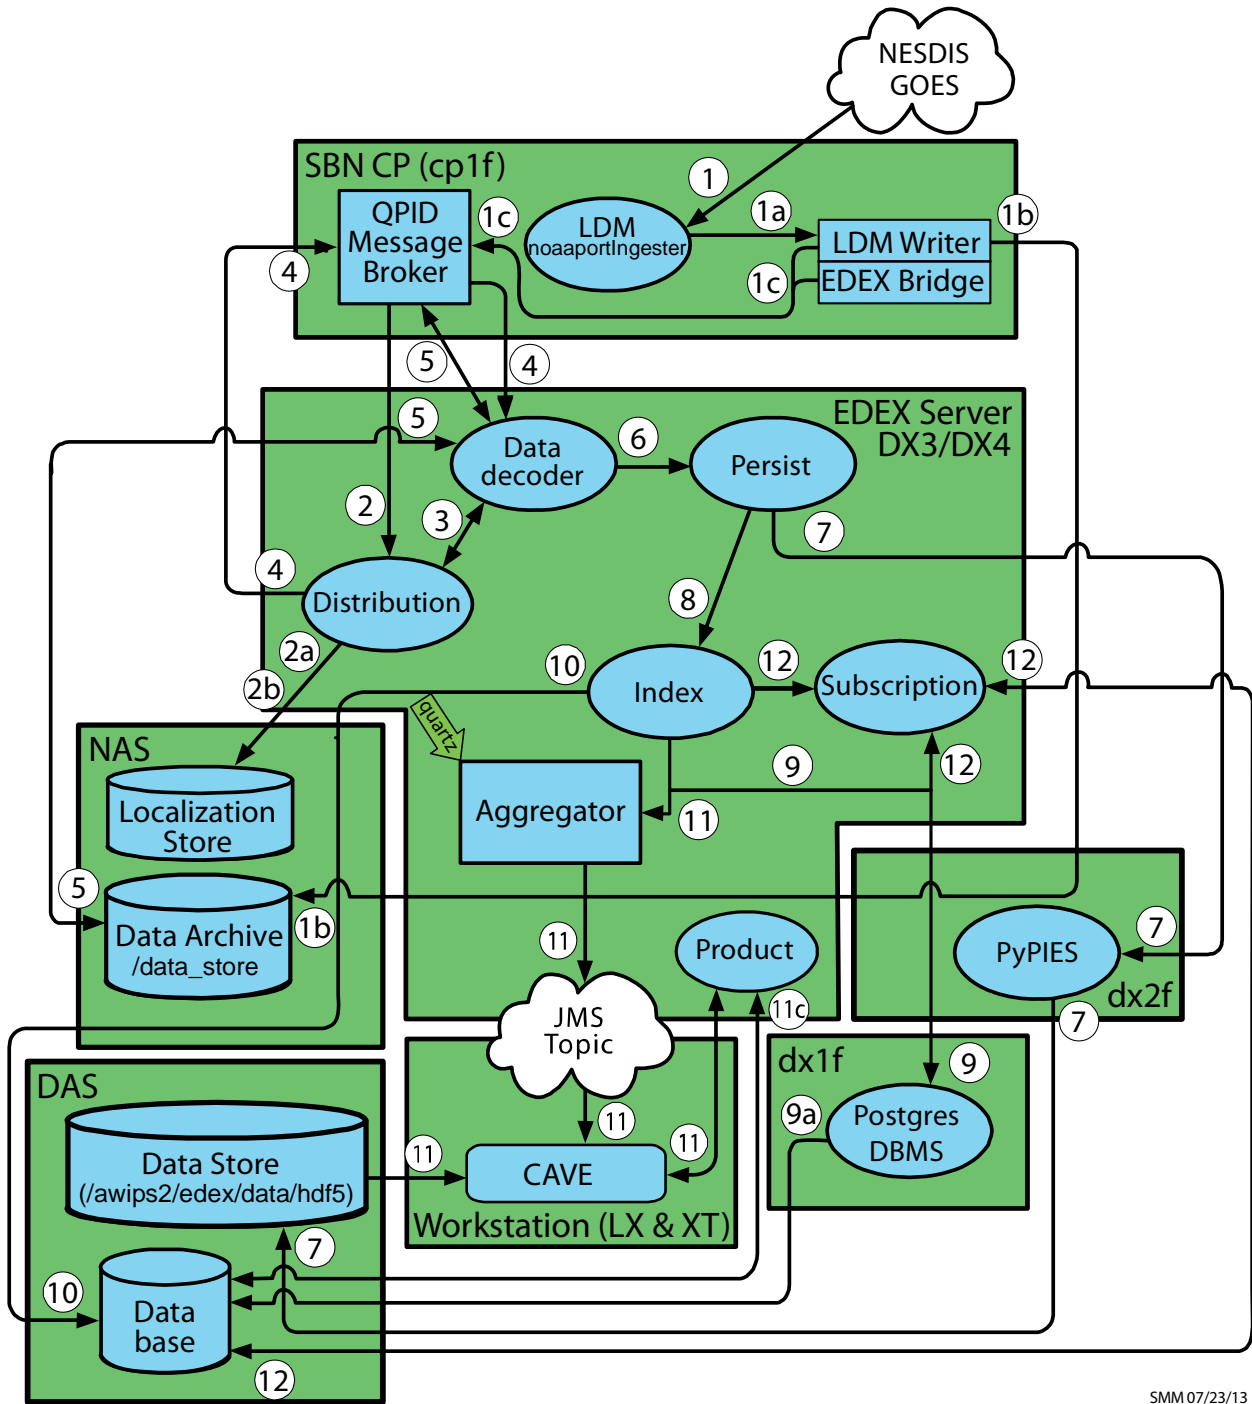 NESDIS
GOES
SBN CP (cp1f)
1
1c
1a
1b
QPID
Message
Broker
LDM
noaaportIngester
LDM Writer
EDEX Bridge
1c
4
5
4
EDEX Server
DX3/DX4
5
Data
decoder
6
Persist
2
3
7
4
Distribution
8
2a
2b
10
12
12
Index
Subscription
quartz
NAS
9
12
Localization
Store
Aggregator
11
5
Data Archive
/data_store
1b
11
Product
7
PyPIES
dx2f
11c
7
JMS
Topic
dx1f
9
DAS
9a
Postgres
DBMS
11
11
11
Data Store
(/awips2/edex/data/hdf5)
CAVE
Workstation (LX & XT)
7
10
Data
base
12
SMM 07/23/13